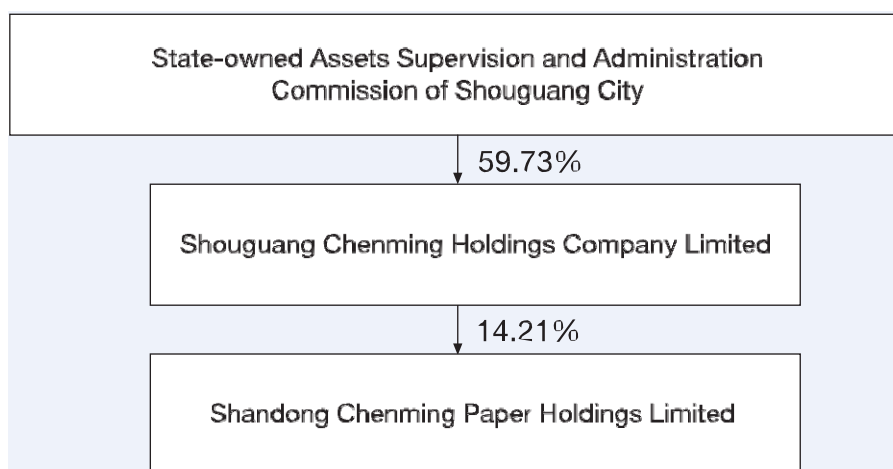 State-owned Assets Supervision and Administration
Commission of Shouguang City
59.73%
Shouguang Chenming Holdings Company Limited
14.21%
Shandong Chenming Paper Holdings Limited